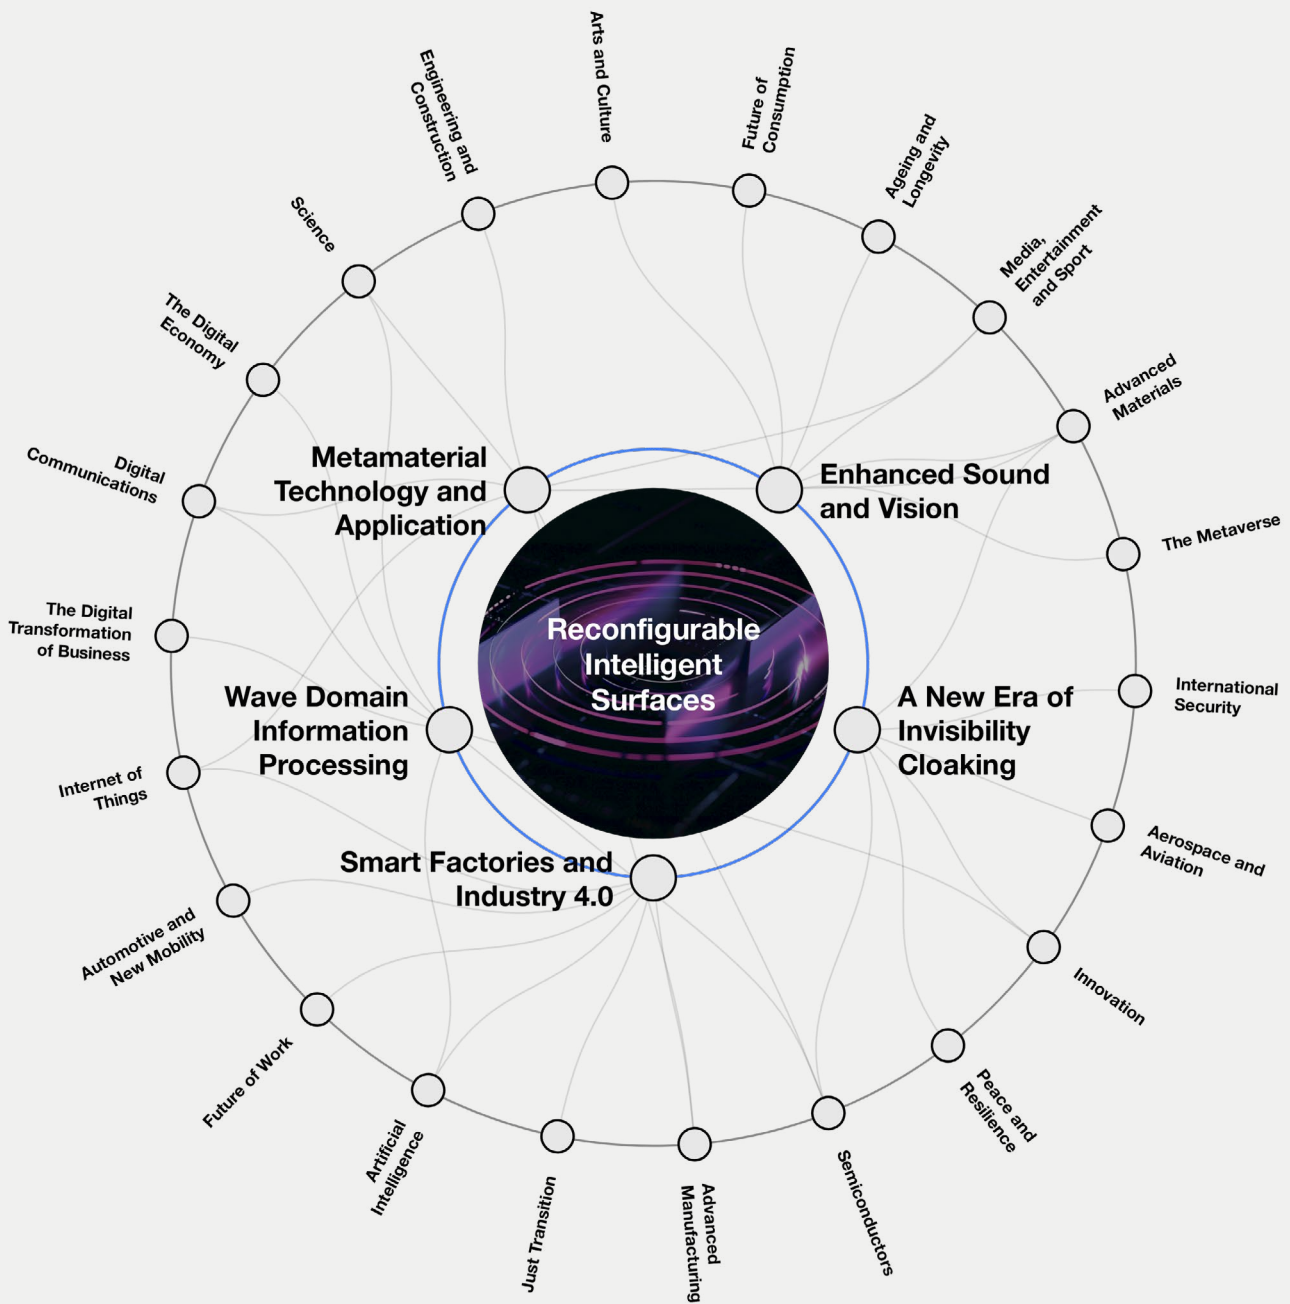 Arts and Culture
Future of
Consumption
Ageing and
Longevity
Media,
Entertainment
and Sport
Advanced
Materials
The Metaverse
International
Security
Aerospace and
Aviation
Innovation
Peace and
Resilience
Semiconductors
Advanced
Manufacturing
Just Transition
Artificial
Intelligence
Future of Work
Automotive and
New Mobility
Internet of
Things
The Digital
Transformation
of Business
Digital
Communications
The Digital
Economy
Science
Engineering and
Construction
Metamaterial
Technology and
Application
Enhanced Sound
and Vision
Reconfigurable
Intelligent
Surfaces
Wave Domain
Information
Processing
A New Era of
Invisibility
Cloaking
Smart Factories and
Industry 4.0